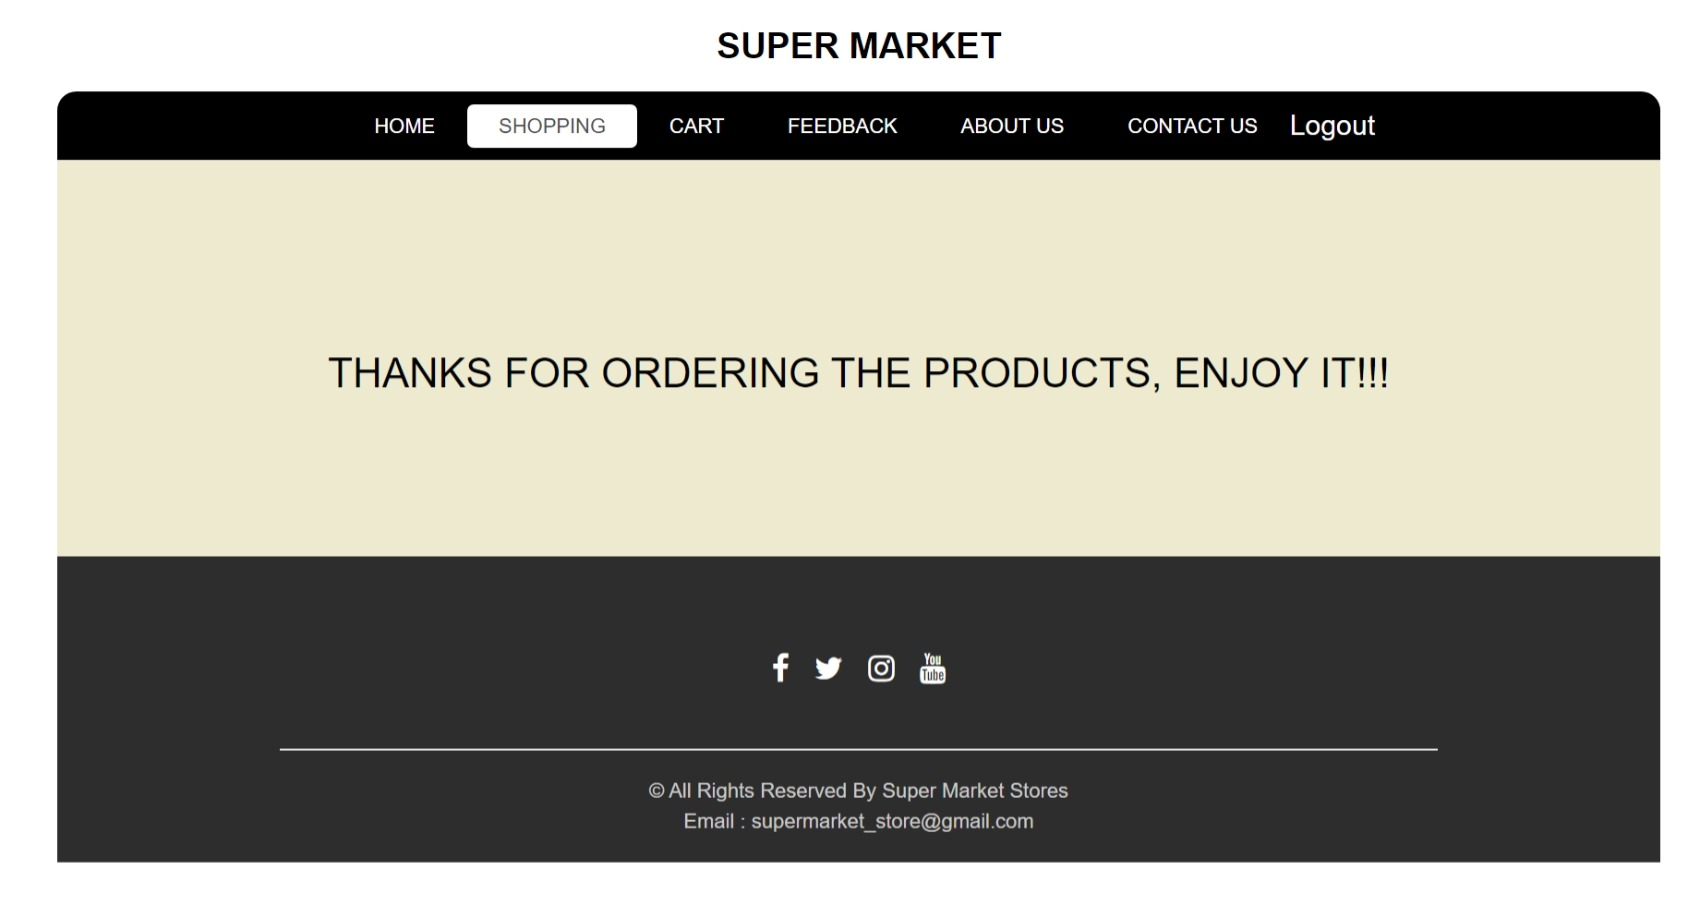 SUPER MARKET
HOME SHOPPING CART FEEDBACK ABOUT US CONTACT US Logout
THANKS FOR ORDERING THE PRODUCTS, ENJOY IT!!!
You
Tube
© All Rights Reserved By Super Market Stores
Email : supermarket_store@gmail.com